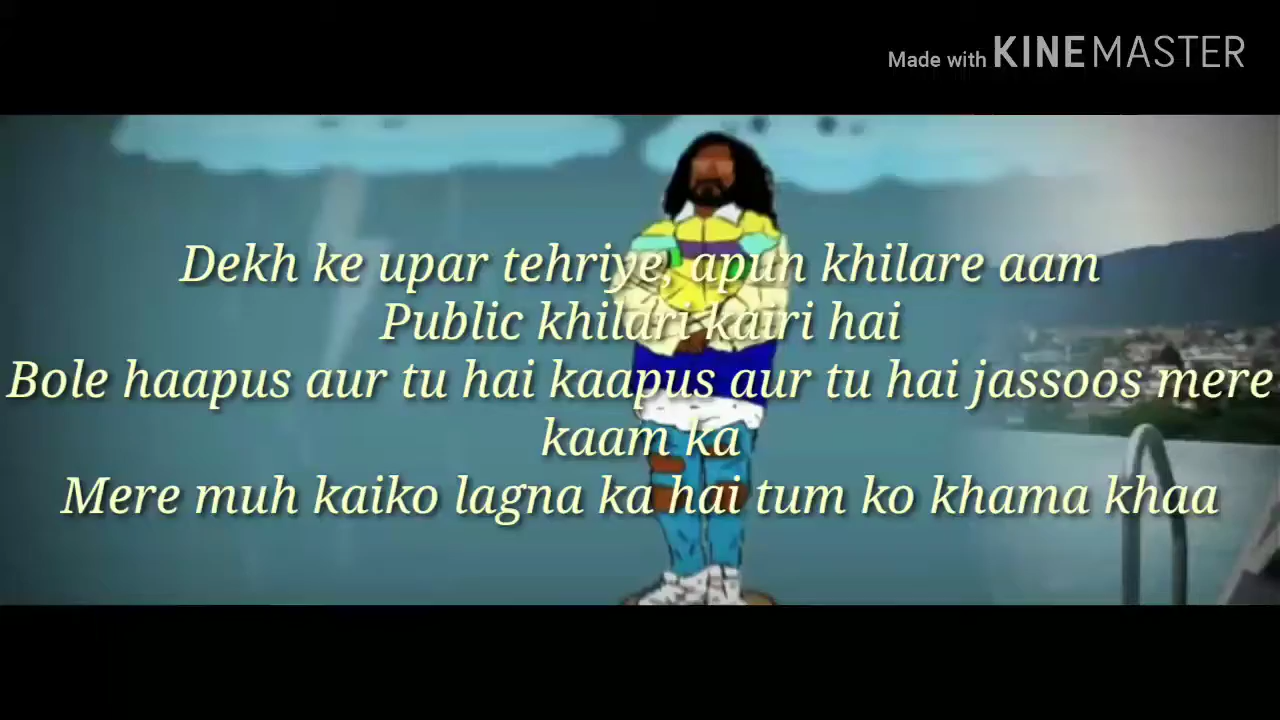 Made with KINEMASTER
Dekh ke upar tehriye, apun khilare aam
Public khilari kairi hai
Bole haapus aur tu hai kaapus aur tu hai jassoos mere
kaam ka
Mere muh kaiko lagna ka hai tum ko khama khaa